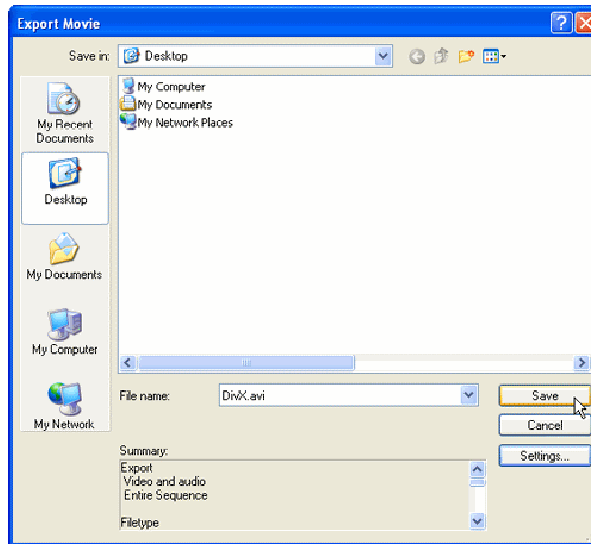 Export Movie
Save in:
Desktop
My Computer
My Documents
My Network Places
My Recent
Documents
Desktop
My Documents
My Computer
My Network
File name:
DivX.avi
Save
Cancel
Settings...
Summary:
Export
Video and audio
Entire Sequence
Filetype